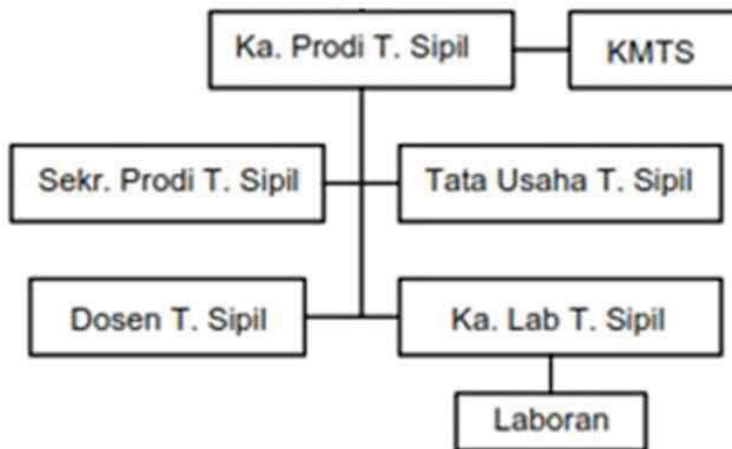 Ka. Prodi T. Sipil
KMTS
Sekr. Prodi T. Sipil
Tata Usaha T. Sipil
Dosen T. Sipil
Ka. Lab T. Sipil
Laboran